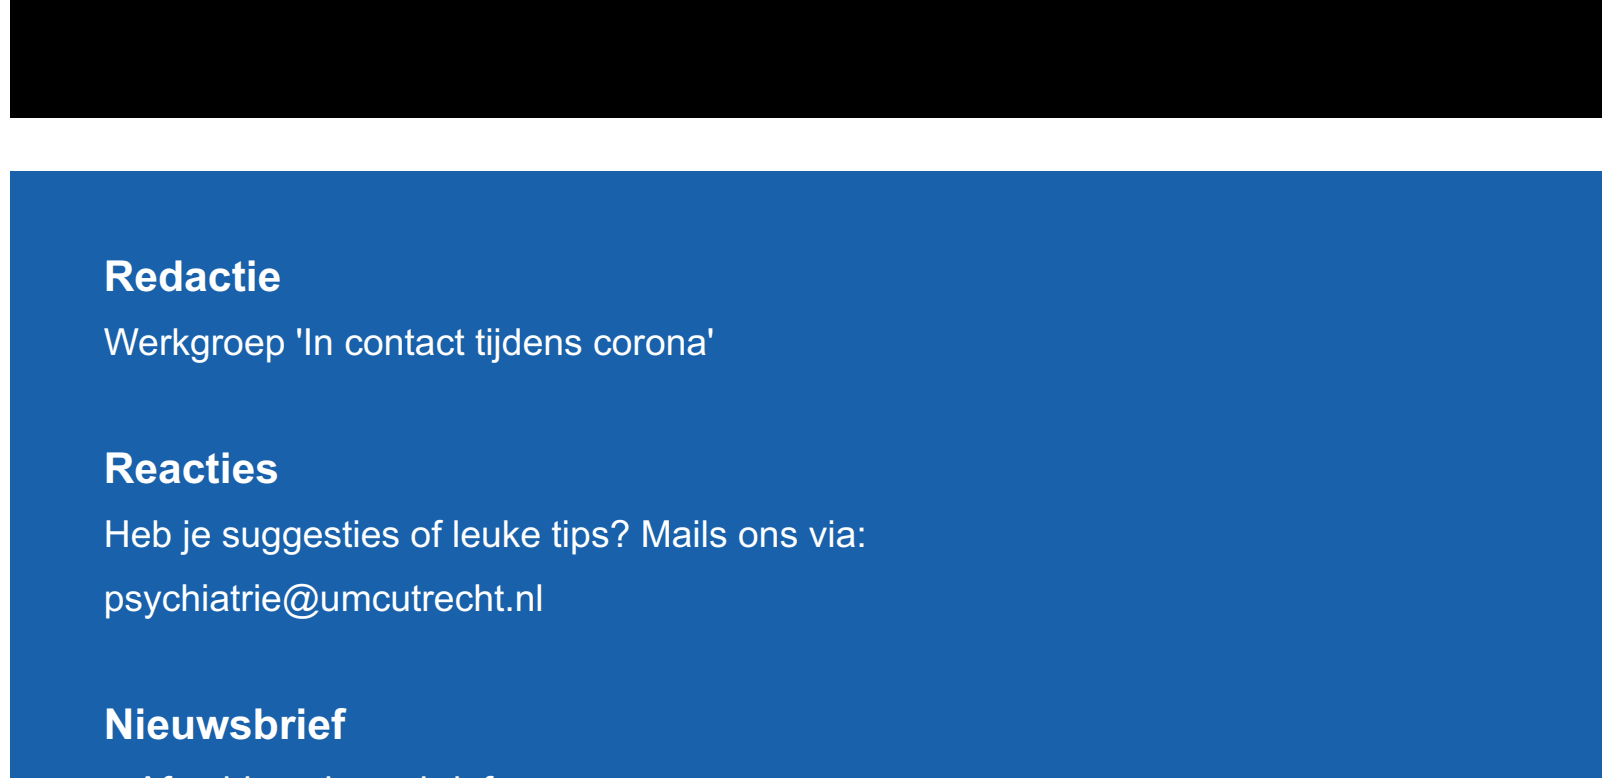 Redactie
Werkgroep 'In contact tijdens corona'
Reacties
Heb je suggesties of leuke tips? Mails ons via:
psychiatrie@umcutrecht.nl
Nieuwsbrief